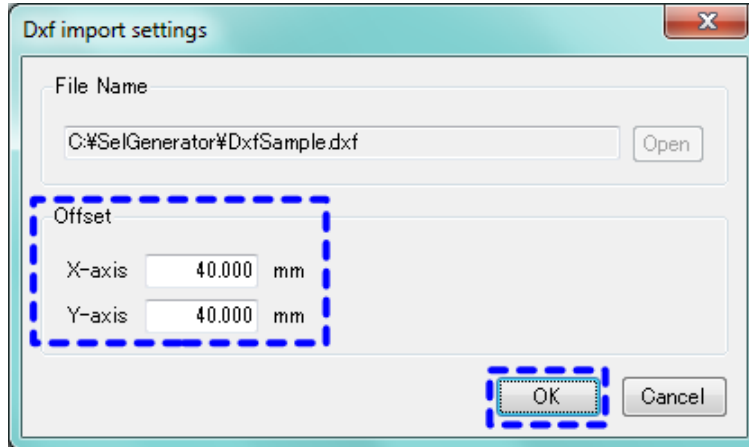 Dxf import settings
File Name
C:¥SelGenerator¥DxfSample.dxf Open
Offset
X-axis 40.000 mm
Y-axis 40.000 mm
OK Cancel